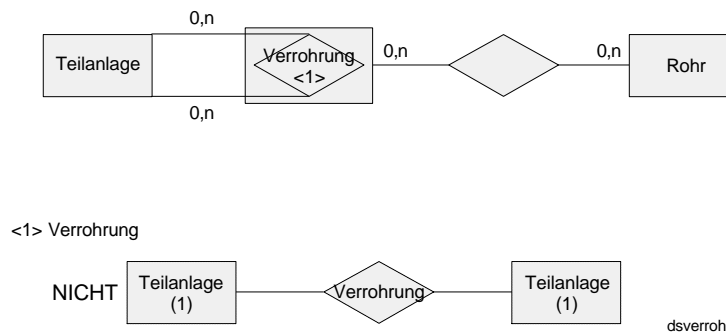 0,n
Teilanlage
Verrohrung
<1>
0,n
0,n
Rohr
0,n
<1> Verrohrung
NICHT
Teilanlage
(1)
Verrohrung
Teilanlage
(1)
dsverroh